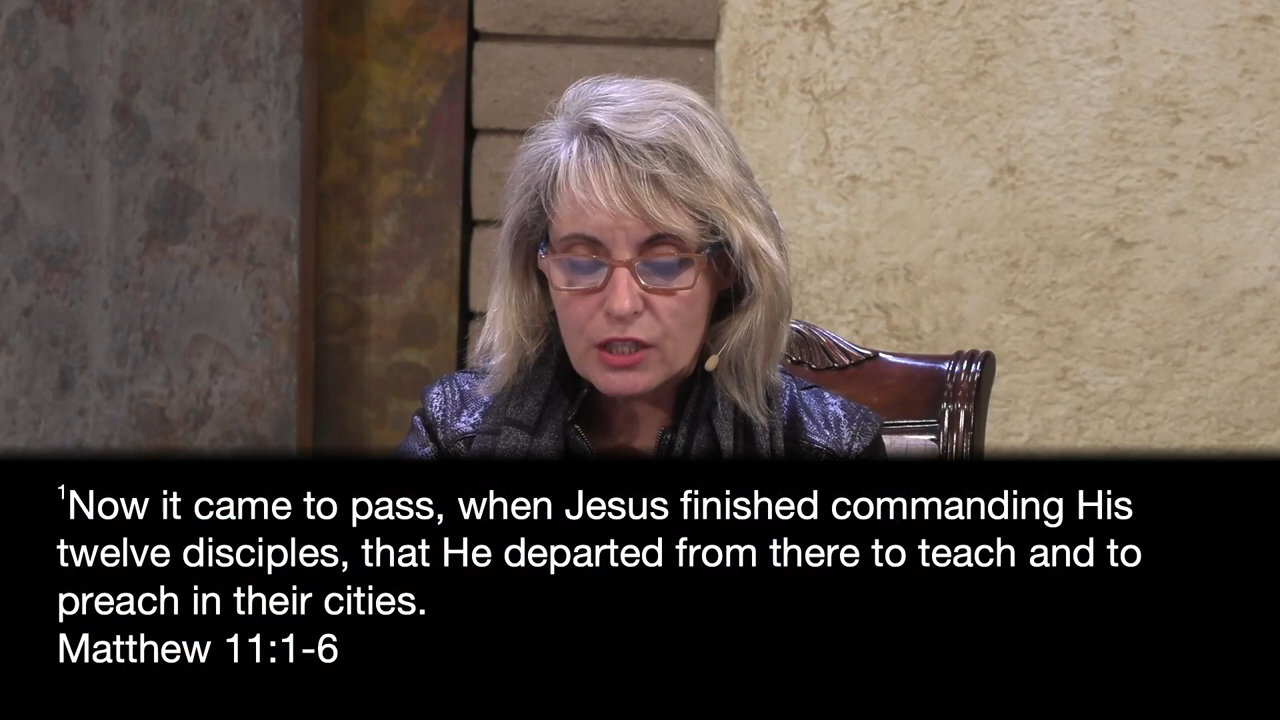 ¹Now it came to pass, when Jesus finished commanding His
twelve disciples, that He departed from there to teach and to
preach in their cities.
Matthew 11:1-6